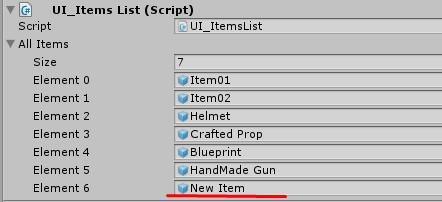 UI_Items List (Script)
Script UI_ItemsList
All Items
Size 7
Element 0 Item01
Element 1 Item02
Element 2 Helmet
Element 3 Crafted Prop
Element 4 Blueprint
Element 5 HandMade Gun
Element 6 New Item